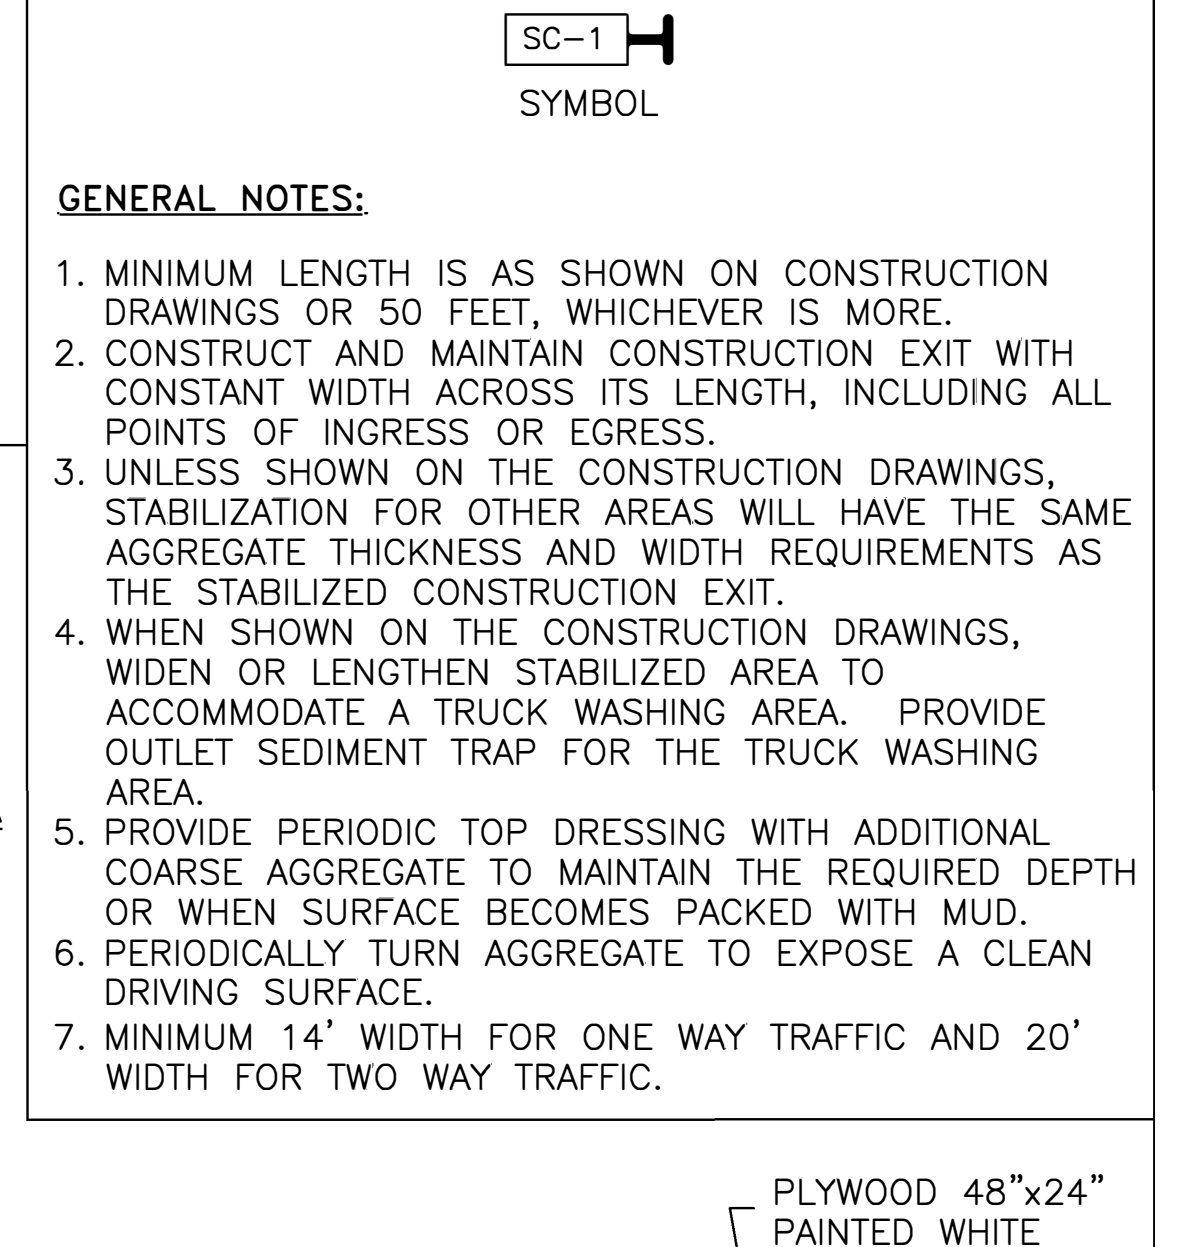 SC-1
SYMBOL
GENERAL NOTES:
1. MINIMUM LENGTH IS AS SHOWN ON CONSTRUCTION
DRAWINGS OR 50 FEET, WHICHEVER IS MORE.
2. CONSTRUCT AND MAINTAIN CONSTRUCTION EXIT WITH
CONSTANT WIDTH ACROSS ITS LENGTH, INCLUDING ALL
POINTS OF INGRESS OR EGRESS.
3. UNLESS SHOWN ON THE CONSTRUCTION DRAWINGS,
STABILIZATION FOR OTHER AREAS WILL HAVE THE SAME
AGGREGATE THICKNESS AND WIDTH REQUIREMENTS AS
THE STABILIZED CONSTRUCTION EXIT.
4. WHEN SHOWN ON THE CONSTRUCTION DRAWINGS,
WIDEN OR LENGTHEN STABILIZED AREA TO
ACCOMMODATE A TRUCK WASHING AREA. PROVIDE
OUTLET SEDIMENT TRAP FOR THE TRUCK WASHING
AREA.
5. PROVIDE PERIODIC TOP DRESSING WITH ADDITIONAL
COARSE AGGREGATE TO MAINTAIN THE REQUIRED DEPTH
OR WHEN SURFACE BECOMES PACKED WITH MUD.
6. PERIODICALLY TURN AGGREGATE TO EXPOSE A CLEAN
DRIVING SURFACE.
7. MINIMUM 14' WIDTH FOR ONE WAY TRAFFIC AND 20'
WIDTH FOR TWO WAY TRAFFIC.
PLYWOOD 48"x24"
PAINTED WHITE